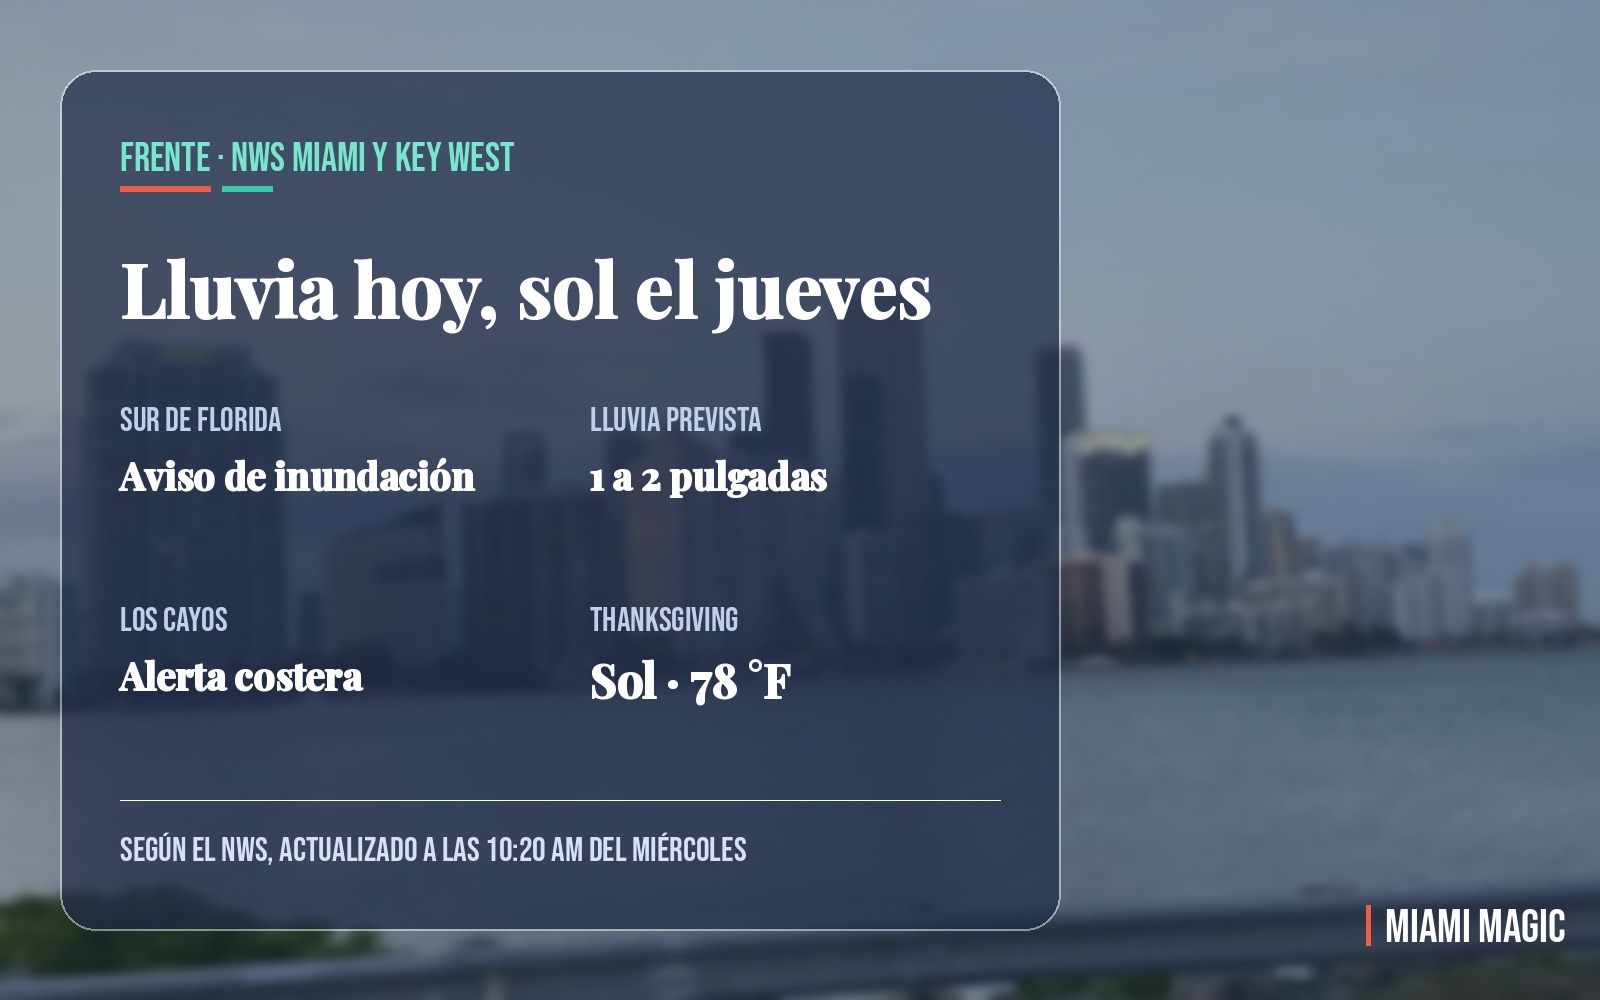 FRENTE · NWS MIAMI Y KEY WEST
Lluvia hoy, sol el jueves
SUR DE FLORIDA
Aviso de inundación
LLUVIA PREVISTA
1 a 2 pulgadas
LOS CAYOS
Alerta costera
THANKSGIVING
Sol · 78 °F
SEGÚN EL NWS, ACTUALIZADO A LAS 10:20 AM DEL MIÉRCOLES
MIAMI MAGIC